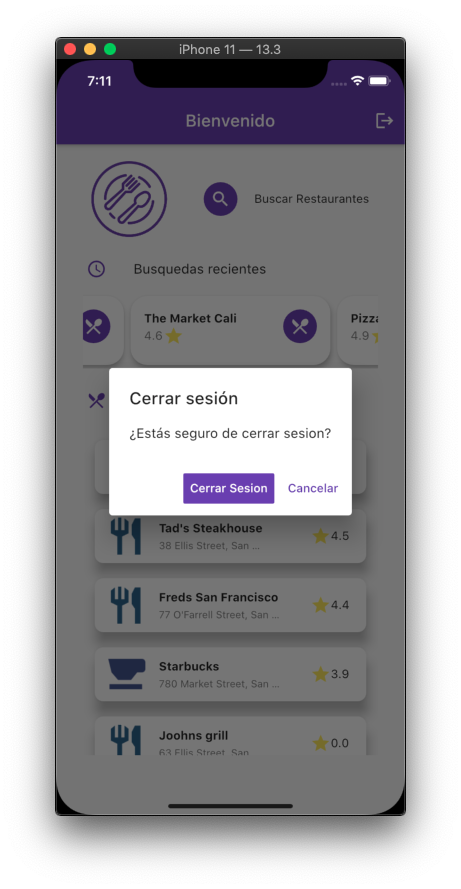 iPhone 11 — 13.3
7:11
Bienvenido
Buscar Restaurantes
Busquedas recientes
The Market Cali
4.6
Pizza
4.9
Cerrar sesión
¿Estás seguro de cerrar sesion?
Cerrar Sesion
Cancelar
Tad's Steakhouse
38 Ellis Street, San ...
4.5
Freds San Francisco
77 O'Farrell Street, San ...
4.4
Starbucks
780 Market Street, San ...
3.9
Joohns grill
63 Ellis Street, San
0.0